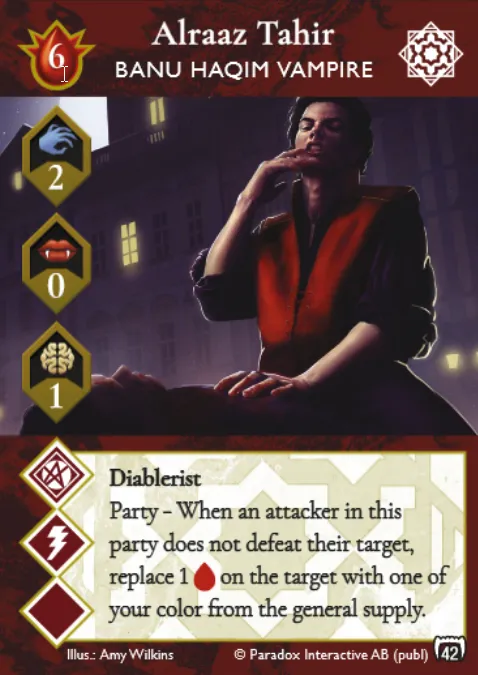 6
Alraaz Tahir
BANU HAQIM VAMPIRE
2
0
1
Diablerist
Party – When an attacker in this
party does not defeat their target,
replace 1 on the target with one of
your color from the general supply.
Illus.: Amy Wilkins © Paradox Interactive AB (publ) 42